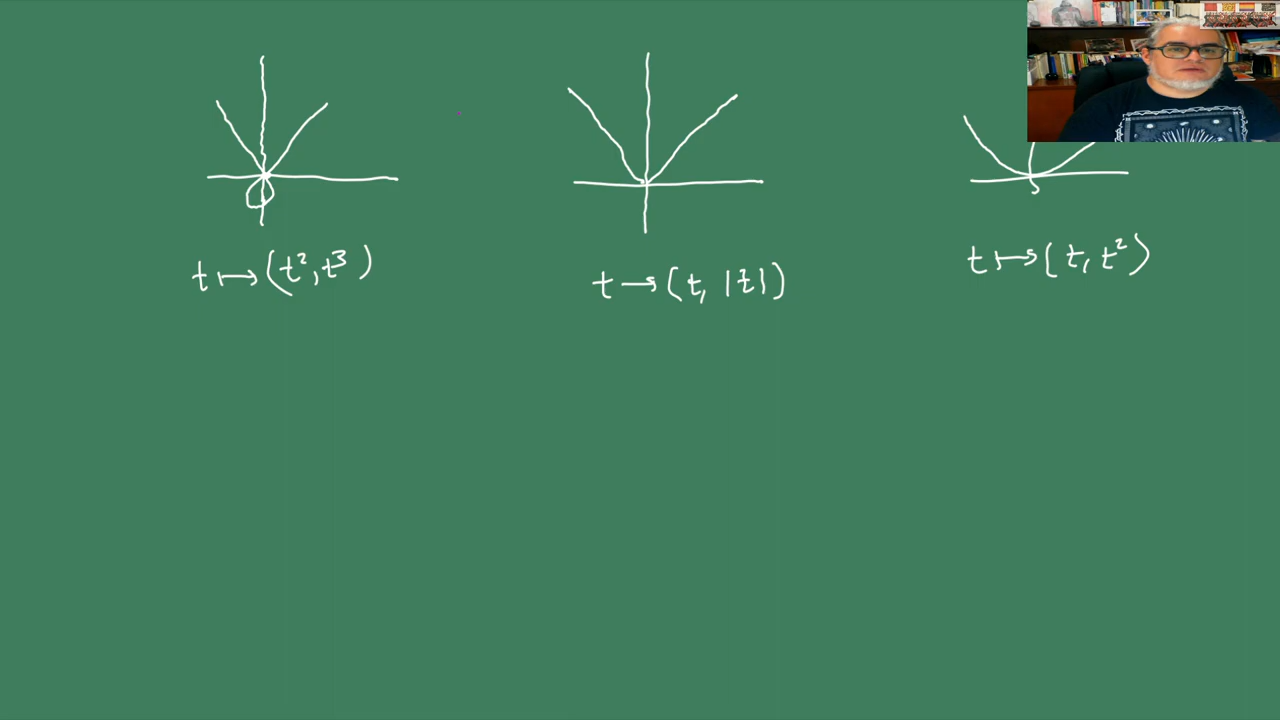 t ↦ (t², t³)
t → (t, |t|)
t ↦ (t, t²)